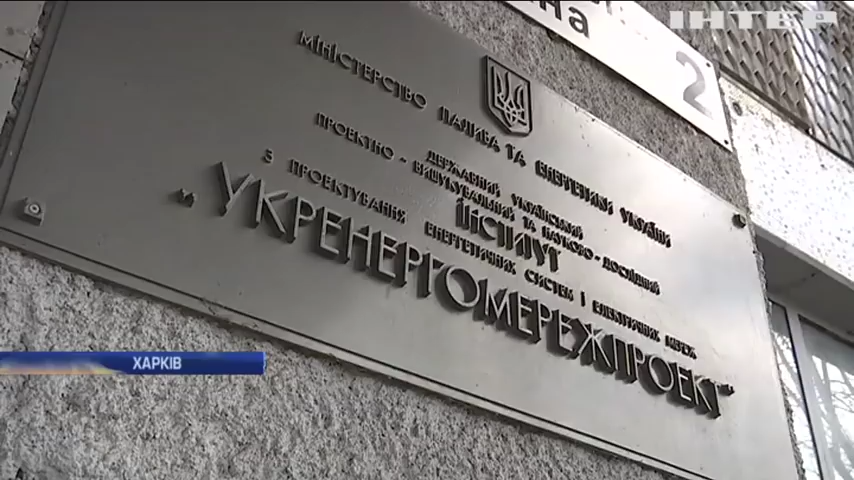 ІНТЕР
на
2
МІНІСТЕРСТВО ПАЛИВА ТА ЕНЕРГЕТИКИ УКРАЇНИ
ДЕРЖАВНИЙ УКРАЇНСЬКИЙ
ПРОЕКТНО - ВИШУКУВАЛЬНИЙ ТА НАУКОВО - ДОСЛІДНИЙ
ІНСТИТУТ
З ПРОЕКТУВАННЯ ЕНЕРГЕТИЧНИХ СИСТЕМ І ЕЛЕКТРИЧНИХ МЕРЕЖ
"УКРЕНЕРГОМЕРЕЖПРОЕКТ"
ХАРКІВ